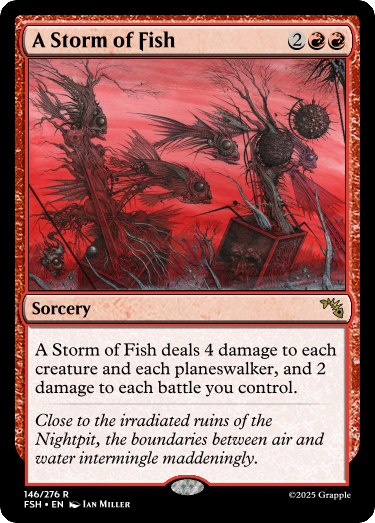 A Storm of Fish 2
Sorcery
A Storm of Fish deals 4 damage to each
creature and each planeswalker, and 2
damage to each battle you control.
Close to the irradiated ruins of the
Nightpit, the boundaries between air and
water intermingle maddeningly.
146/276 R
FSH • EN Ian Miller
©2025 Grapple